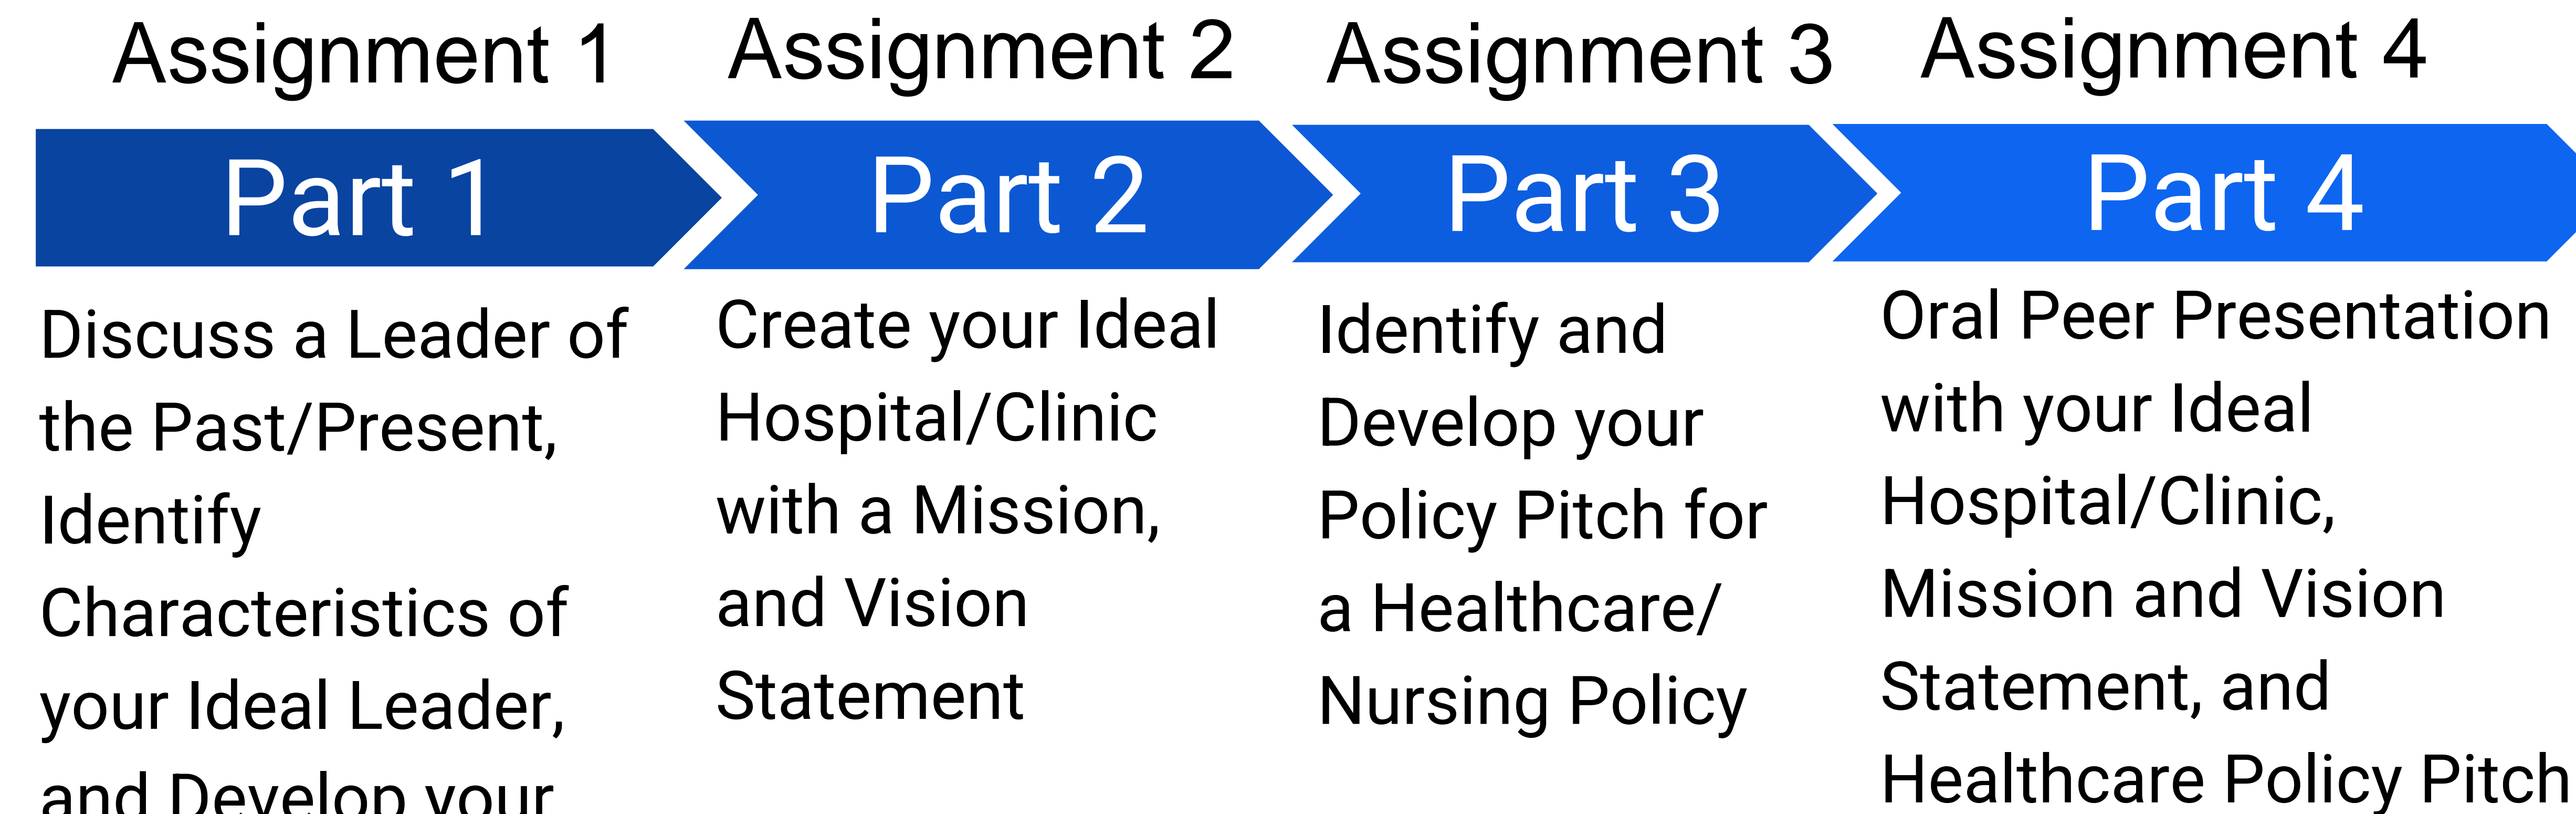 Assignment 1
Assignment 2
Assignment 3
Assignment 4
Part 1
Part 2
Part 3
Part 4
Discuss a Leader of
the Past/Present,
Identify
Characteristics of
your Ideal Leader,
and Develop your
Create your Ideal
Hospital/Clinic
with a Mission,
and Vision
Statement
Identify and
Develop your
Policy Pitch for
a Healthcare/
Nursing Policy
Oral Peer Presentation
with your Ideal
Hospital/Clinic,
Mission and Vision
Statement, and
Healthcare Policy Pitch